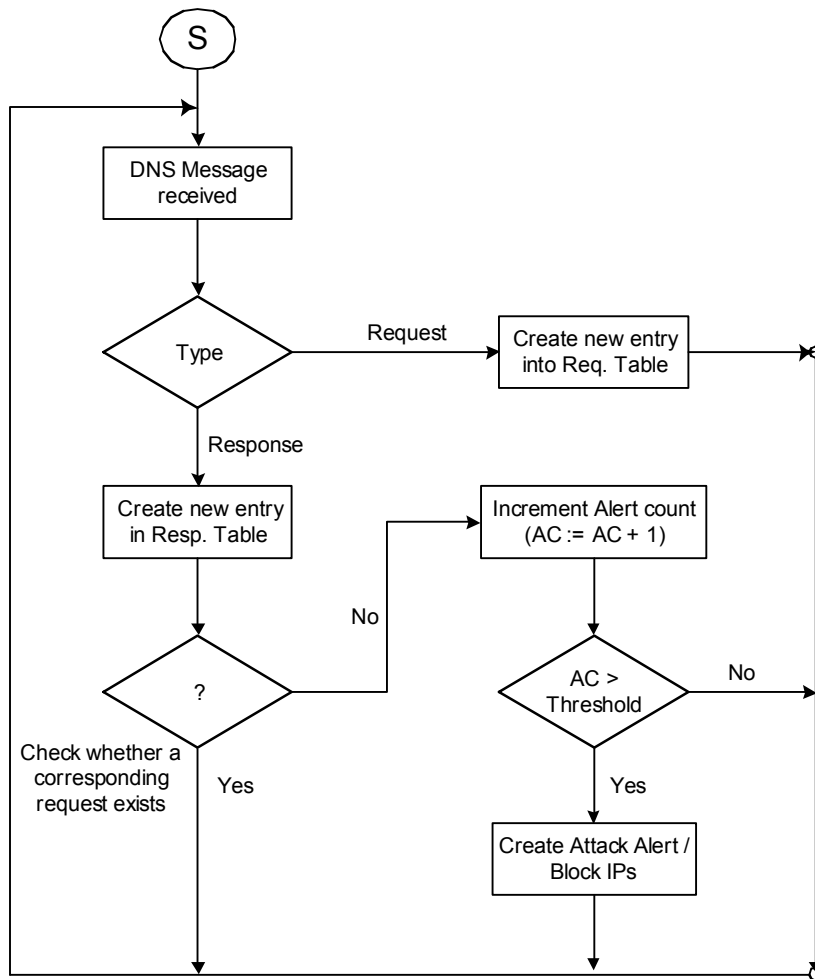 S
DNS Message
received
Type
Request
Create new entry
into Req. Table
Response
Create new entry
in Resp. Table
Increment Alert count
(AC := AC + 1)
No
?
AC >
Threshold
No
Check whether a
corresponding
request exists
Yes
Yes
Create Attack Alert /
Block IPs